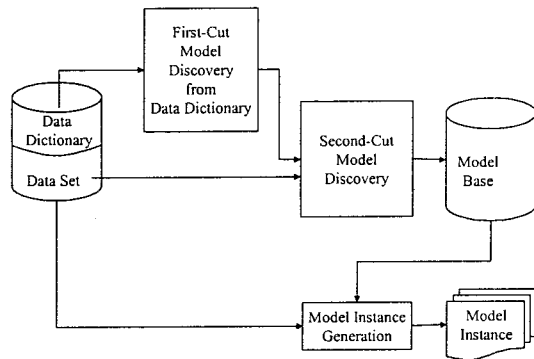 First-Cut
Model
Discovery
from
Data Dictionary
Data
Dictionary
Data Set
Second-Cut
Model
Discovery
Model
Base
Model Instance
Generation
Model
Instance